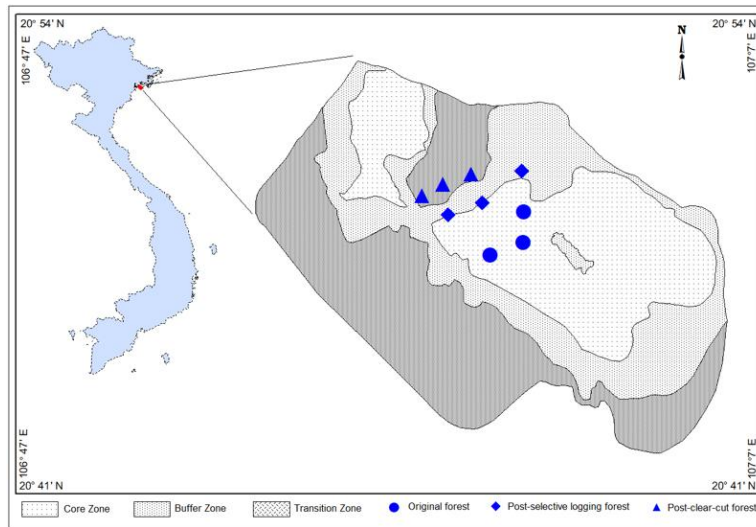 20° 54' N
20° 54' N
106° 47' E
107°7' E
N
106° 47' E
107°7' E
20° 41' N
20° 41' N
Core Zone
Buffer Zone
Transition Zone
Original forest
Post-selective logging forest
Post-clear-cut forest